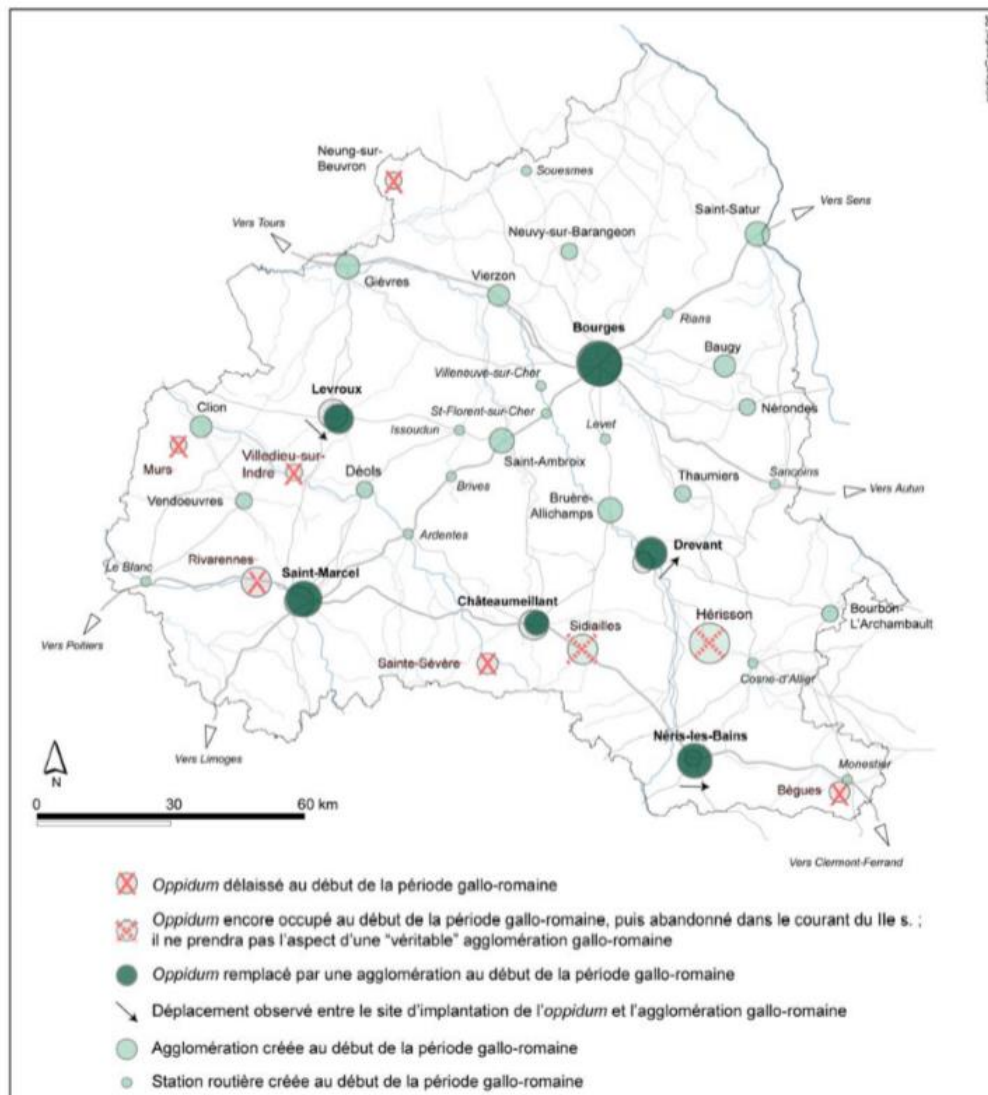 Neung-sur-
Beuvron
Souesmes
Vers Sens
Saint-Satur
Neuvy-sur-Barangeon
Vers Tours
Gièvres
Vierzon
Rians
Bourges
Baugy
Villeneuve-sur-Cher
Levroux
Clion
St-Florent-sur-Cher
Nérondes
Issoudun
Levet
Murs
Villedieu-sur-
Indre
Déols
Saint-Ambroix
Thaumiers
Sancoins
Brives
Vendoeuvres
Bruère-
Allichamps
Vers Autun
Ardentes
Drevant
Rivarennes
Le Blanc
Saint-Marcel
Châteaumeillant
Hérisson
Bourbon-
L'Archambault
Sidiailles
Vers Poitiers
Sainte-Sévère
Cosne-d'Allier
Néris-les-Bains
Vers Limoges
Monestier
Bègues
N
0 30 60 km
Vers Clermont-Ferrand
Oppidum délaissé au début de la période gallo-romaine
Oppidum encore occupé au début de la période gallo-romaine, puis abandonné dans le courant du IIe s. ;
il ne prendra pas l'aspect d'une "véritable" agglomération gallo-romaine
Oppidum remplacé par une agglomération au début de la période gallo-romaine
Déplacement observé entre le site d'implantation de l'oppidum et l'agglomération gallo-romaine
Agglomération créée au début de la période gallo-romaine
Station routière créée au début de la période gallo-romaine